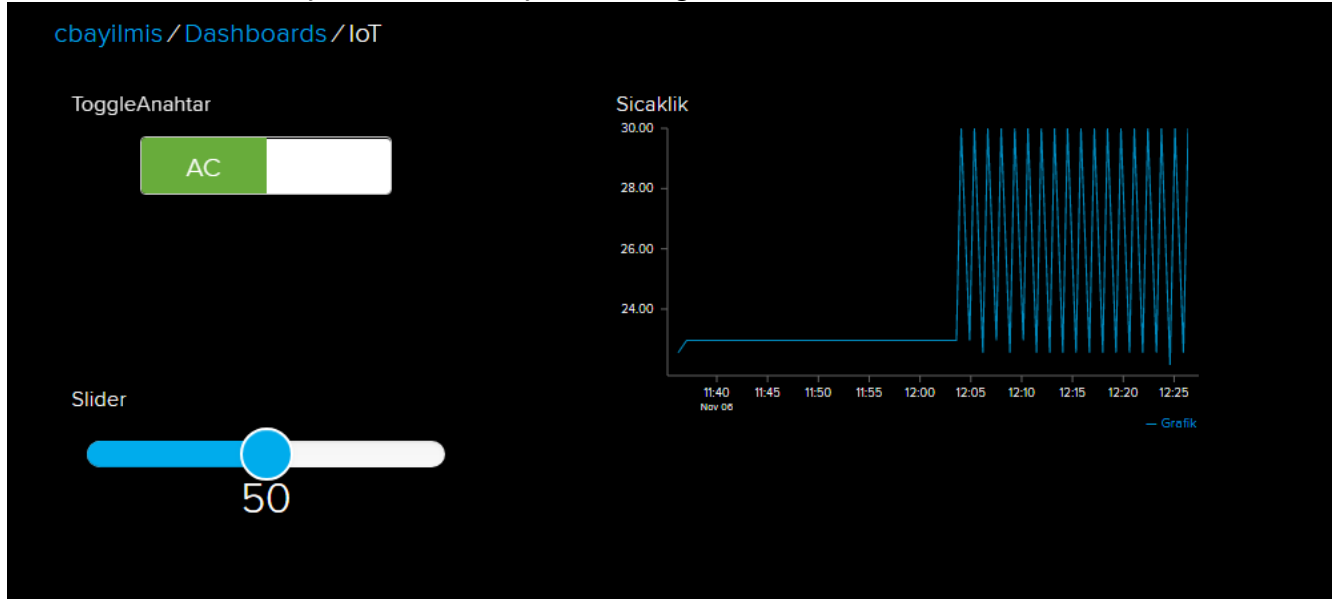 cbayilmis / Dashboards / IoT
ToggleAnahtar
AC
Slider
50
Sicaklik
30.00
28.00
26.00
24.00
11:40 11:45 11:50 11:55 12:00 12:05 12:10 12:15 12:20 12:25
Nov 06
— Grafik